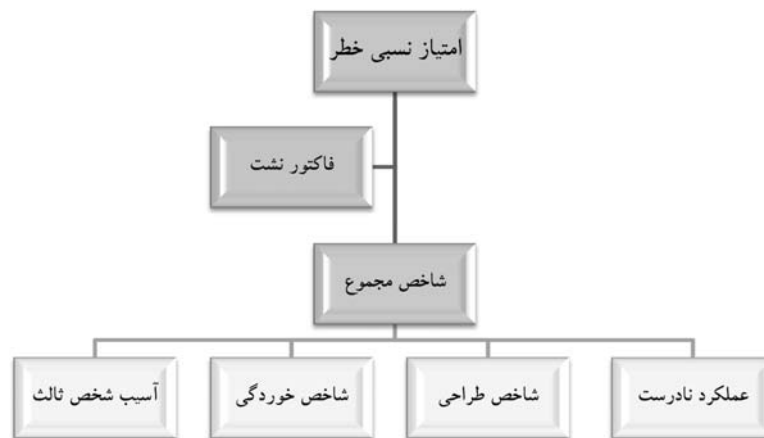 امتیاز نسبی خطر
فاکتور نشت
شاخص مجموع
عملکرد نادرست
شاخص طراحی
شاخص خوردگی
آسیب شخص ثالث